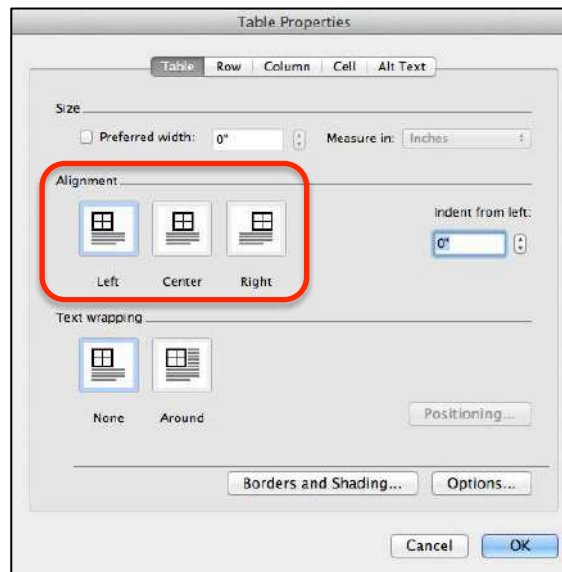 Table Properties
Table Row Column Cell Alt Text
Size
Preferred width: 0" Measure in: Inches
Alignment
Indent from left:
0"
Left Center Right
Text wrapping
None Around
Positioning...
Borders and Shading... Options...
Cancel OK